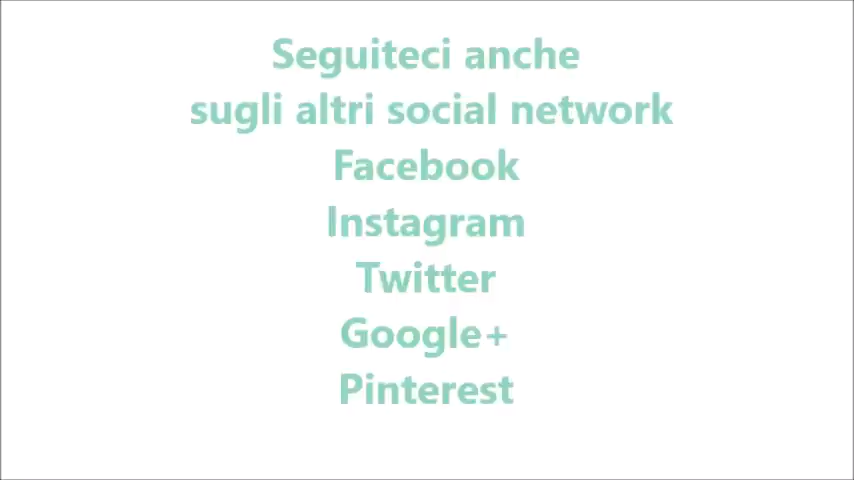 Seguiteci anche
sugli altri social network
Facebook
Instagram
Twitter
Google+
Pinterest